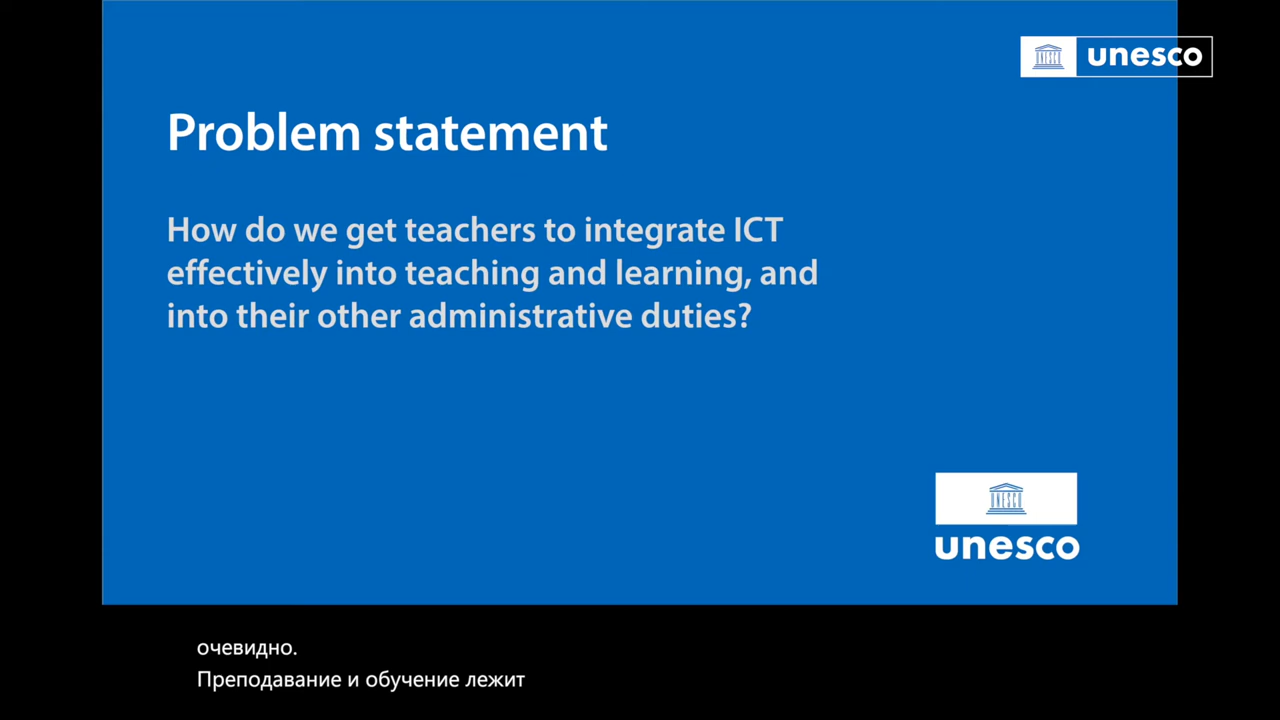 unesco
Problem statement
How do we get teachers to integrate ICT
effectively into teaching and learning, and
into their other administrative duties?
UNESCO
unesco
очевидно.
Преподавание и обучение лежит